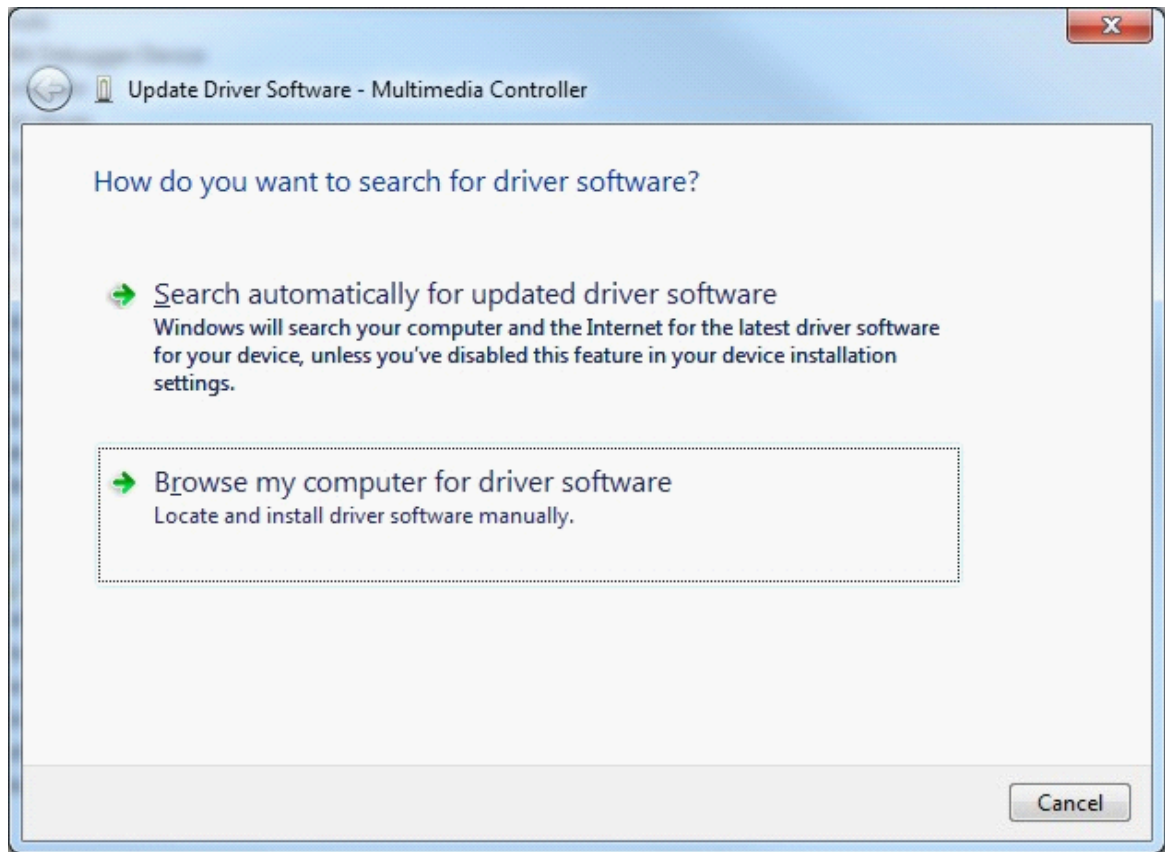 Update Driver Software - Multimedia Controller
How do you want to search for driver software?
Search automatically for updated driver software
Windows will search your computer and the Internet for the latest driver software
for your device, unless you've disabled this feature in your device installation
settings.
Browse my computer for driver software
Locate and install driver software manually.
Cancel